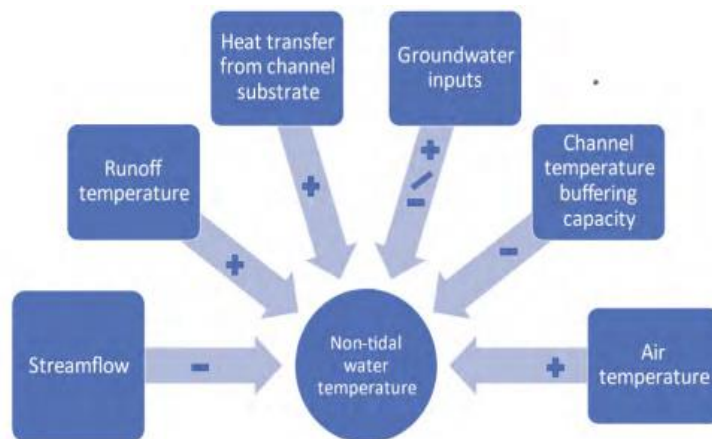 Heat transfer
from channel
substrate
Groundwater
inputs
Runoff
temperature
+
+
+
/
-
Channel
temperature
buffering
capacity
-
Streamflow
-
Non-tidal
water
temperature
+
Air
temperature